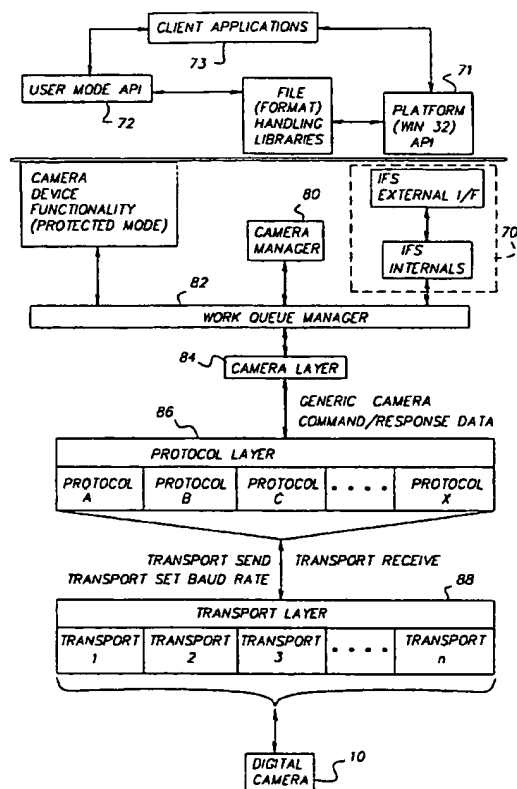 CLIENT APPLICATIONS
73
USER MODE API
72
FILE
(FORMAT)
HANDLING
LIBRARIES
71
PLATFORM
(WIN 32)
API
CAMERA
DEVICE
FUNCTIONALITY
(PROTECTED MODE)
80
CAMERA
MANAGER
IFS
EXTERNAL I/F
70
IFS
INTERNALS
82
WORK QUEUE MANAGER
84
CAMERA LAYER
GENERIC CAMERA
COMMAND/RESPONSE DATA
86
PROTOCOL LAYER
PROTOCOL
A
PROTOCOL
B
PROTOCOL
C
• • • •
PROTOCOL
X
TRANSPORT SEND
TRANSPORT SET BAUD RATE
TRANSPORT RECEIVE
88
TRANSPORT LAYER
TRANSPORT
1
TRANSPORT
2
TRANSPORT
3
• • • •
TRANSPORT
n
DIGITAL
CAMERA
10